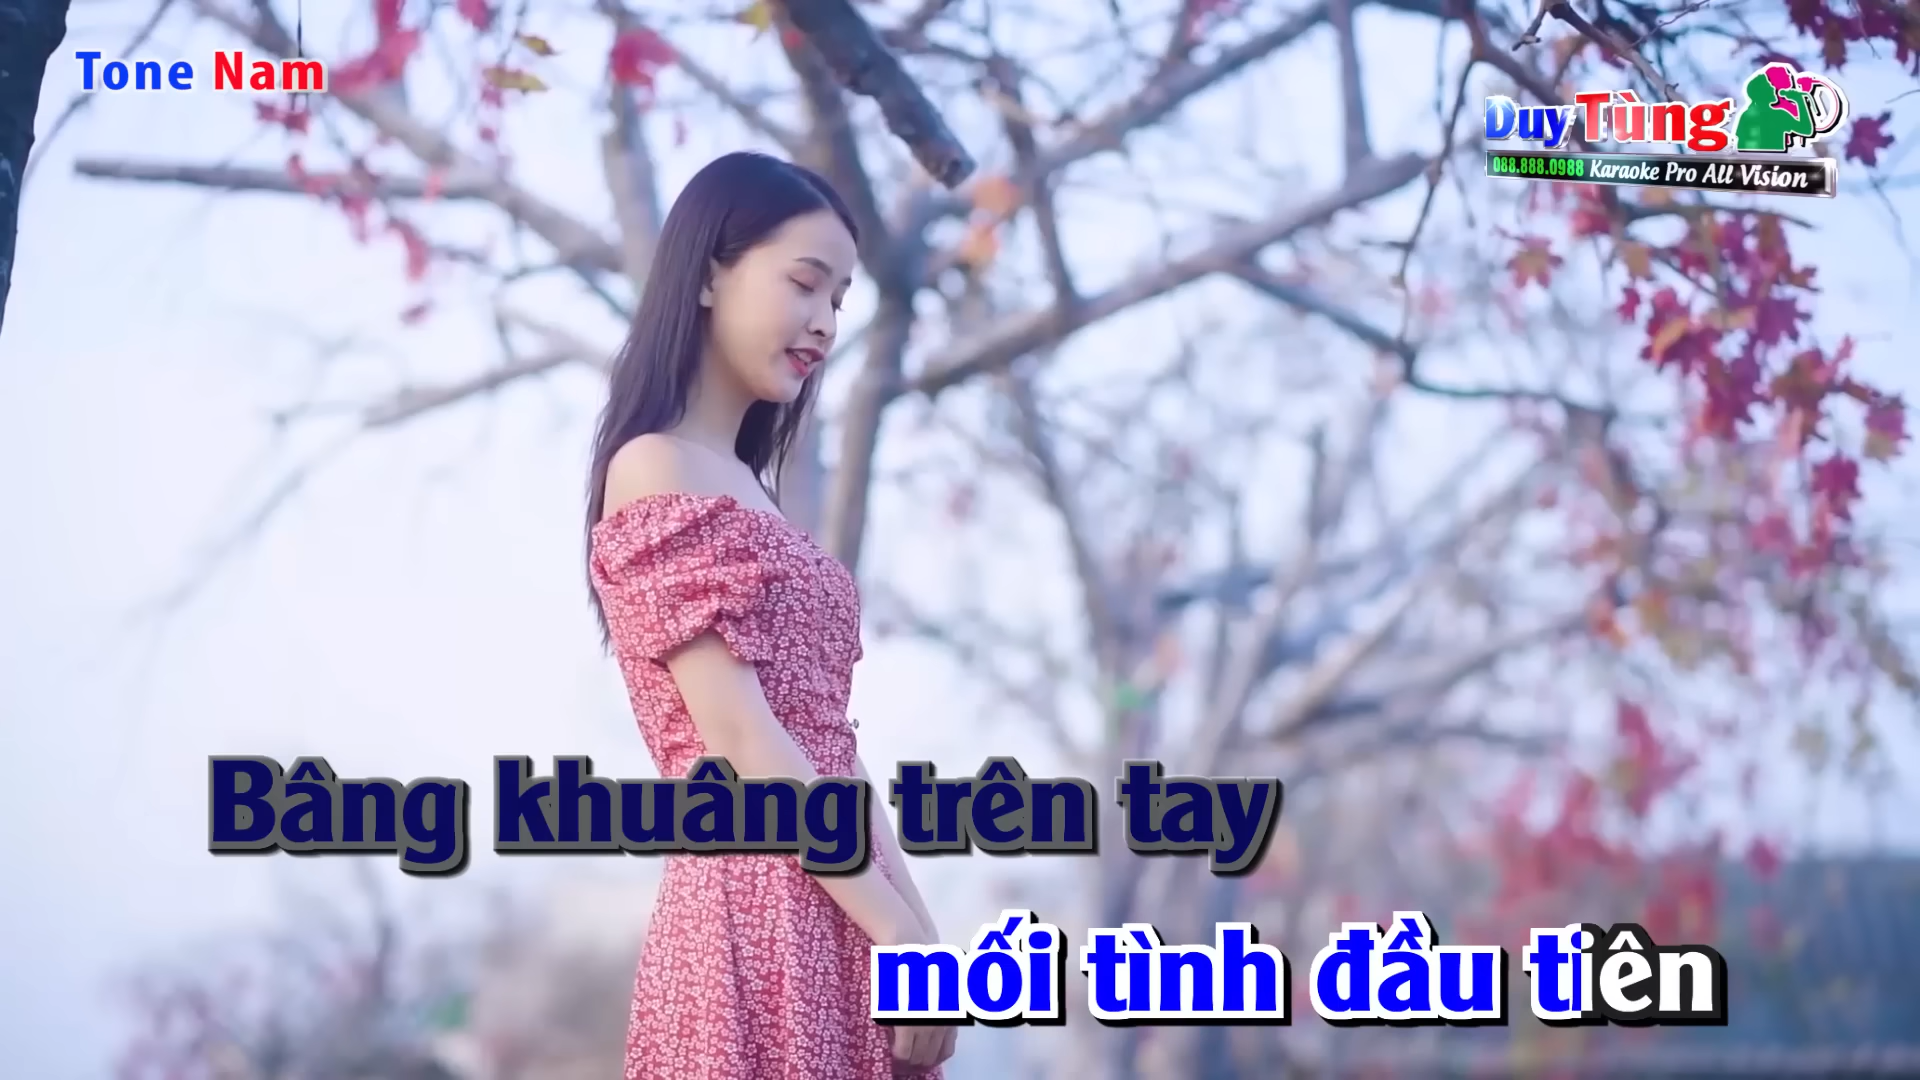 Tone Nam
Duy Tùng
088.888.0988 Karaoke Pro All Vision
Bâng khuâng trên tay
mối tình đầu tiên